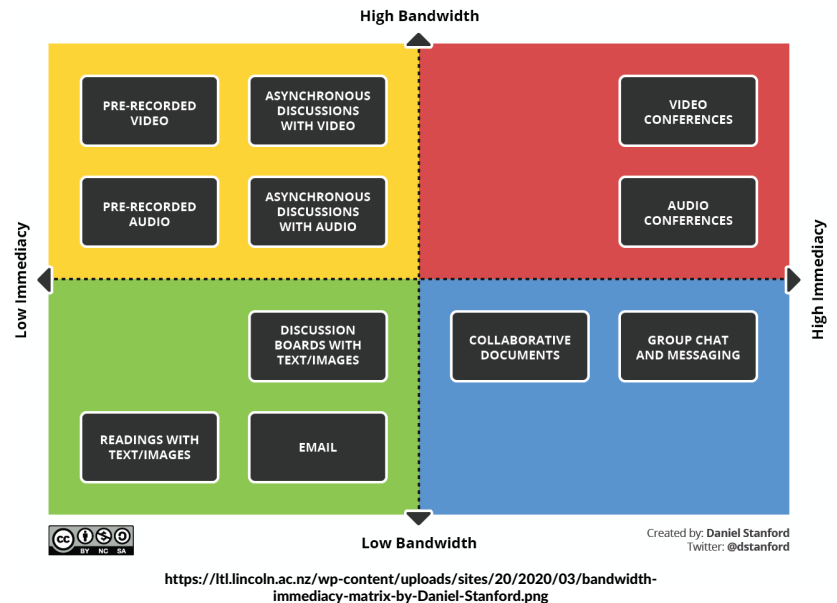 High Bandwidth
PRE-RECORDED
VIDEO
ASYNCHRONOUS
DISCUSSIONS
WITH VIDEO
VIDEO
CONFERENCES
PRE-RECORDED
AUDIO
ASYNCHRONOUS
DISCUSSIONS
WITH AUDIO
AUDIO
CONFERENCES
Low Immediacy
High Immediacy
DISCUSSION
BOARDS WITH
TEXT/IMAGES
COLLABORATIVE
DOCUMENTS
GROUP CHAT
AND MESSAGING
READINGS WITH
TEXT/IMAGES
EMAIL
cc
BY NC SA
Low Bandwidth
Created by: Daniel Stanford
Twitter: @dstanford
https://ltl.lincoln.ac.nz/wp-content/uploads/sites/20/2020/03/bandwidth-
immediacy-matrix-by-Daniel-Stanford.png